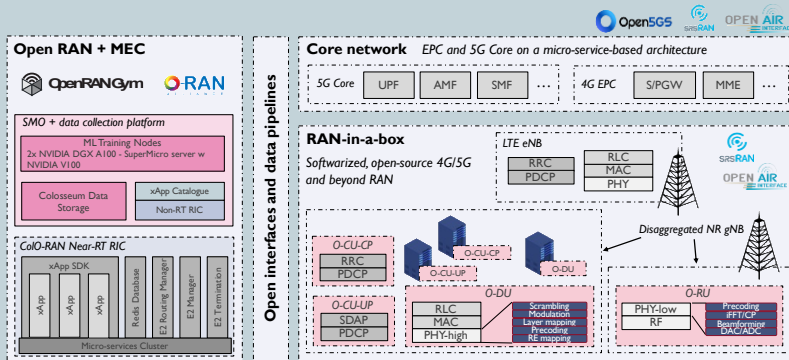 Open5GS
srsRAN
OPEN AIR
INTERFACE
Open RAN + MEC
OpenRANGym
O-RAN
ALLIANCE
SMO + data collection platform
ML Training Nodes
2x NVIDIA DGX A100 - SuperMicro server w
NVIDIA V100
Colosseum Data
Storage
xApp Catalogue
Non-RT RIC
ColO-RAN Near-RT RIC
xApp SDK
xApp
xApp
xApp
Redis Database
E2 Routing Manager
E2 Manager
E2 Termination
Micro-services Cluster
Open interfaces and data pipelines
Core network
EPC and 5G Core on a micro-service-based architecture
5G Core
UPF
AMF
SMF
...
4G EPC
S/PGW
MME
...
RAN-in-a-box
Softwarized, open-source 4G/5G
and beyond RAN
LTE eNB
RRC
PDCP
RLC
MAC
PHY
srsRAN
OPEN AIR
INTERFACE
Disaggregated NR gNB
O-CU-CP
RRC
PDCP
O-CU-UP
O-CU-CP
O-DU
O-CU-UP
SDAP
PDCP
O-DU
RLC
MAC
PHY-high
Scrambling
Modulation
Layer mapping
Precoding
RE mapping
O-RU
PHY-low
RF
Precoding
iFFT/CP
Beamforming
DAC/ADC